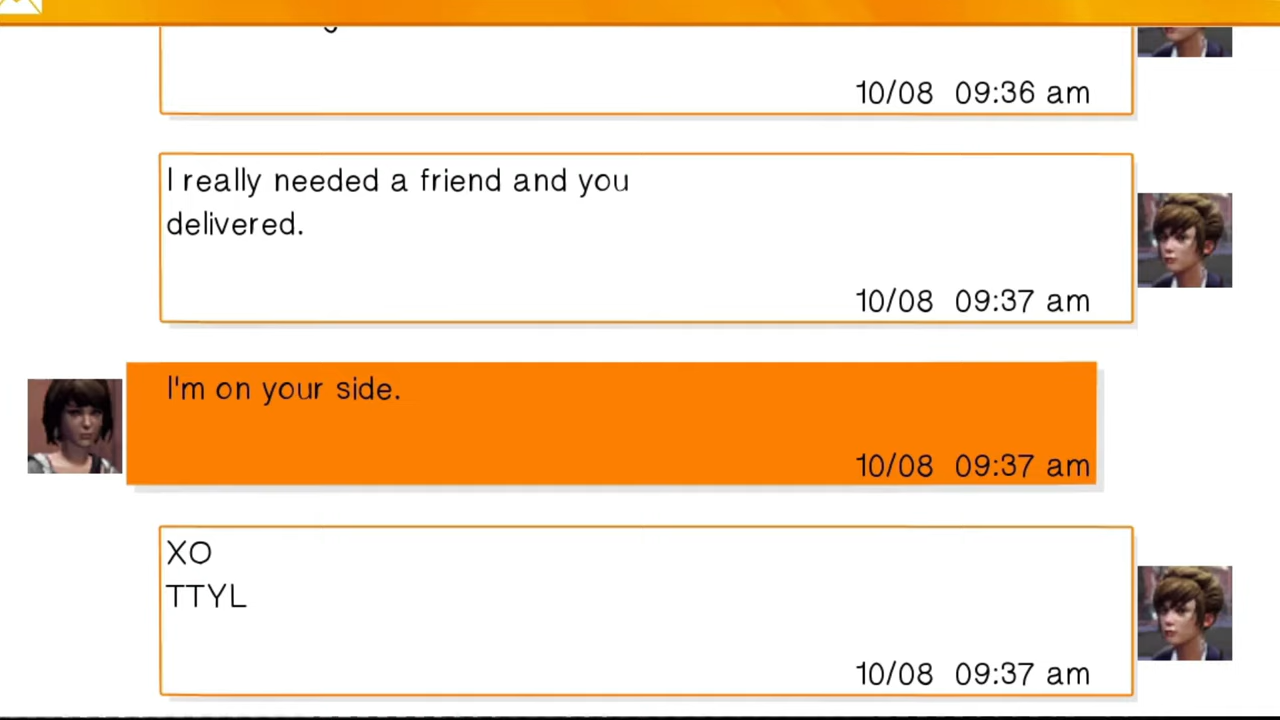 10/08 09:36 am
I really needed a friend and you
delivered.
10/08 09:37 am
I'm on your side.
10/08 09:37 am
XO
TTYL
10/08 09:37 am